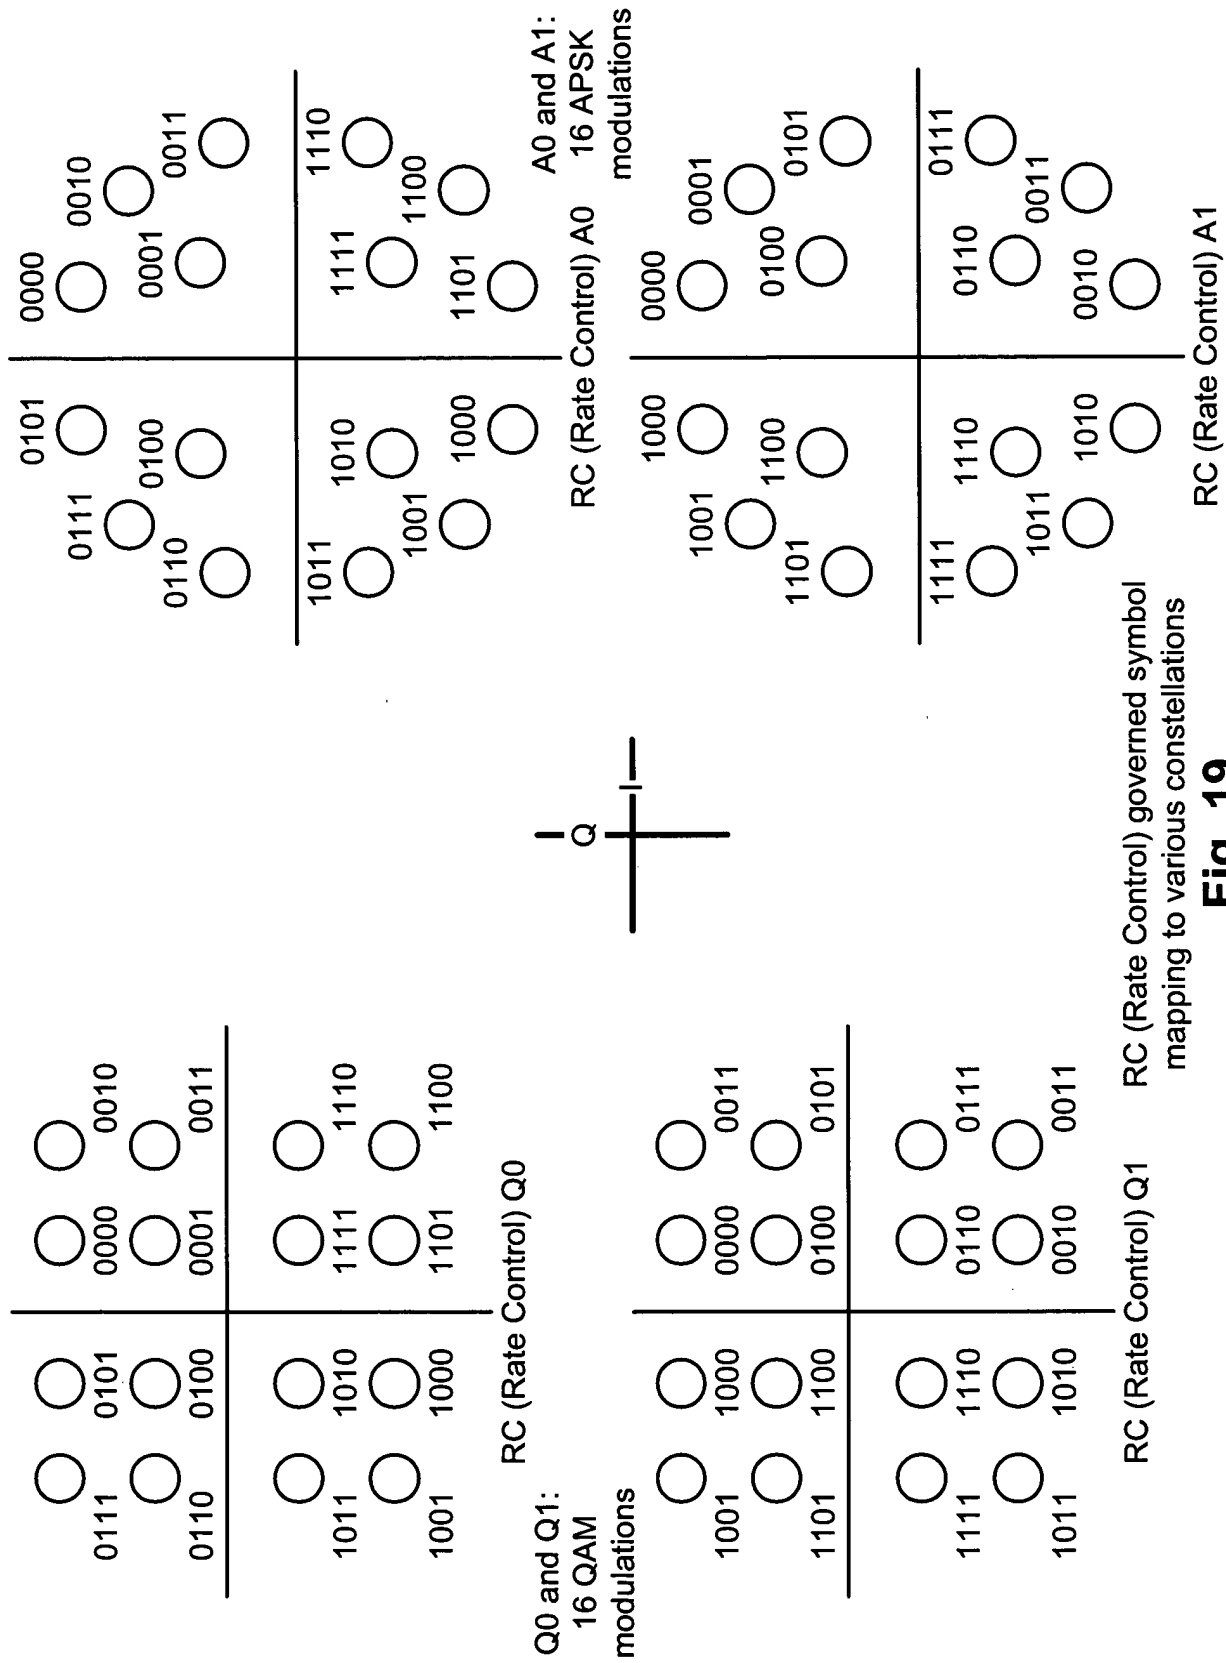 0111 0101 0000 0010
0110 0100 0001 0011
1011 1010 1111 1110
1001 1000 1101 1100
RC (Rate Control) Q0
Q0 and Q1:
16 QAM
modulations
0101 0000
0111 0010
0100 0001
0110 0011
1011 1110
1010 1111
1001 1100
1000 1101
RC (Rate Control) A0
A0 and A1:
16 APSK
modulations
Q
I
1001 1000 0000 0011
1101 1100 0100 0101
1111 1110 0110 0111
1011 1010 0010 0011
RC (Rate Control) Q1
1000 0000
1001 0001
1100 0100
1101 0101
1111 0111
1110 0110
1011 0011
1010 0010
RC (Rate Control) A1
RC (Rate Control) governed symbol
mapping to various constellations
Fig. 19